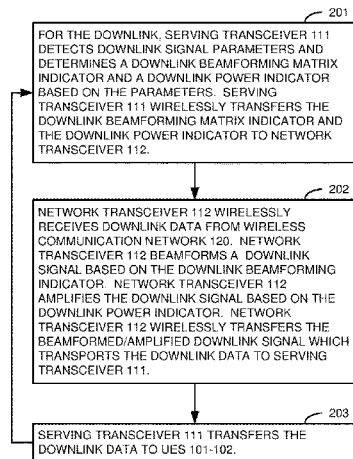 201
FOR THE DOWNLINK, SERVING TRANSCEIVER 111
DETECTS DOWNLINK SIGNAL PARAMETERS AND
DETERMINES A DOWNLINK BEAMFORMING MATRIX
INDICATOR AND A DOWNLINK POWER INDICATOR
BASED ON THE PARAMETERS. SERVING
TRANSCEIVER 111 WIRELESSLY TRANSFERS THE
DOWNLINK BEAMFORMING MATRIX INDICATOR AND
THE DOWNLINK POWER INDICATOR TO NETWORK
TRANSCEIVER 112.
202
NETWORK TRANSCEIVER 112 WIRELESSLY
RECEIVES DOWNLINK DATA FROM WIRELESS
COMMUNICATION NETWORK 120. NETWORK
TRANSCEIVER 112 BEAMFORMS A DOWNLINK
SIGNAL BASED ON THE DOWNLINK BEAMFORMING
INDICATOR. NETWORK TRANSCEIVER 112
AMPLIFIES THE DOWNLINK SIGNAL BASED ON THE
DOWNLINK POWER INDICATOR. NETWORK
TRANSCEIVER 112 WIRELESSLY TRANSFERS THE
BEAMFORMED/AMPLIFIED DOWNLINK SIGNAL WHICH
TRANSPORTS THE DOWNLINK DATA TO SERVING
TRANSCEIVER 111.
203
SERVING TRANSCEIVER 111 TRANSFERS THE
DOWNLINK DATA TO UES 101-102.